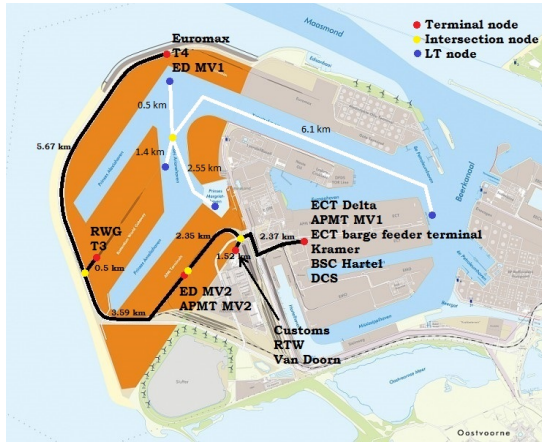 Terminal node
Intersection node
LT node
Maasmond
Euromax
T4
ED MV1
0.5 km
6.1 km
5.67 km
1.4 km
2.55 km
Beerkanaal
RWG
T3
0.5 km
2.35 km
2.37 km
1.52 km
ECT Delta
APMT MV1
ECT barge feeder terminal
Kramer
BSC Hartel
DCS
ED MV2
APMT MV2
3.59 km
Customs
RTW
Van Doorn
Oostvoornse Meer
Slufter
Oostvoorne